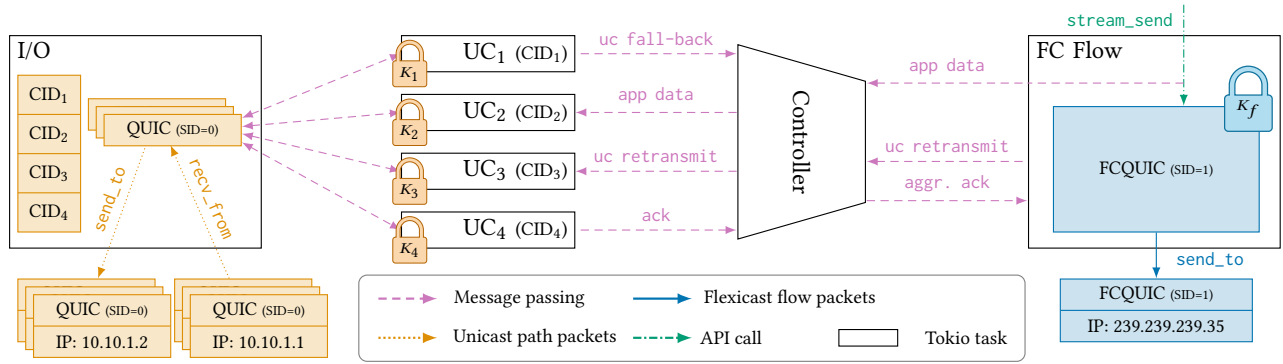 stream_send
I/O
CID1
CID2
CID3
CID4
QUIC (SID=0)
send_to
recv_from
QUIC (SID=0)
IP: 10.10.1.2
QUIC (SID=0)
IP: 10.10.1.1
K1
UC1 (CID1)
K2
UC2 (CID2)
K3
UC3 (CID3)
K4
UC4 (CID4)
uc fall-back
app data
uc retransmit
ack
Controller
app data
uc retransmit
aggr. ack
FC Flow
Kf
FCQUIC (SID=1)
send_to
FCQUIC (SID=1)
IP: 239.239.239.35
Message passing
Flexicast flow packets
Unicast path packets
API call
Tokio task